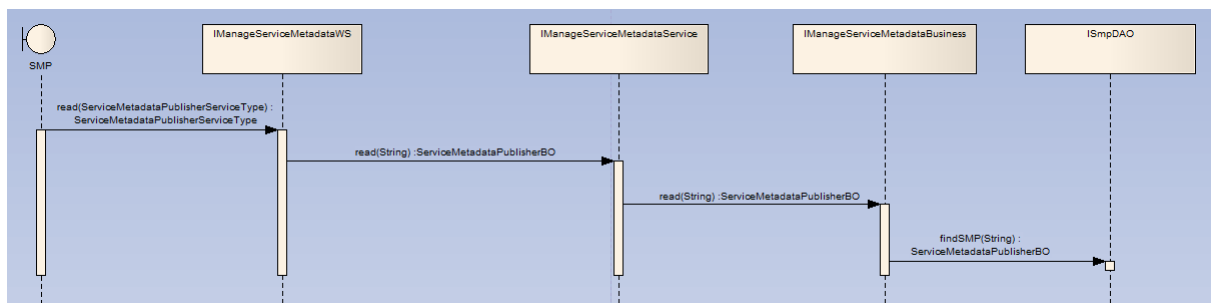 SMP
IManageServiceMetadataWS
IManageServiceMetadataService
IManageServiceMetadataBusiness
ISmpDAO
read(ServiceMetadataPublisherServiceType) :
ServiceMetadataPublisherServiceType
read(String) :ServiceMetadataPublisherBO
read(String) :ServiceMetadataPublisherBO
findSMP(String) :
ServiceMetadataPublisherBO